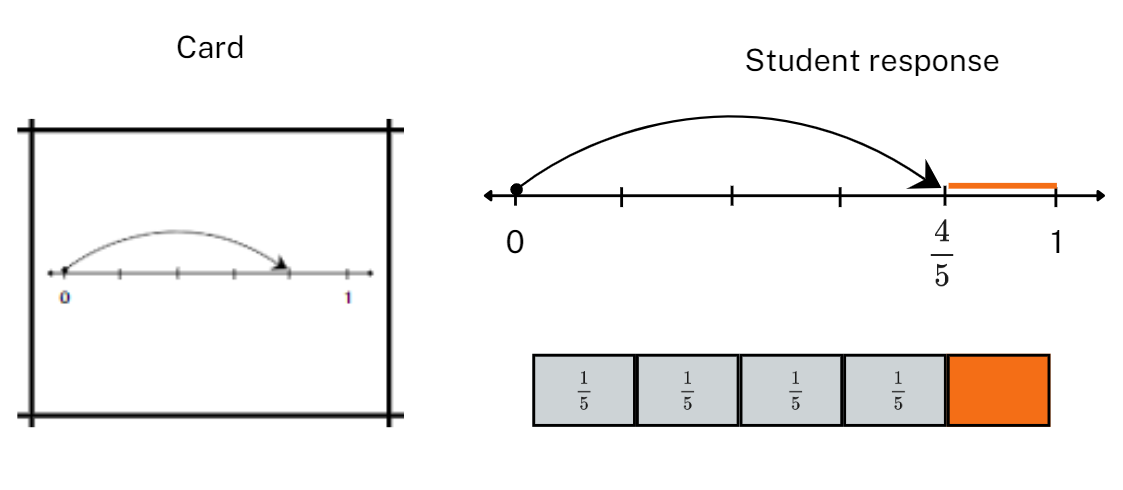 Card
0 1
Student response
0 4/5 1
1/5 1/5 1/5 1/5